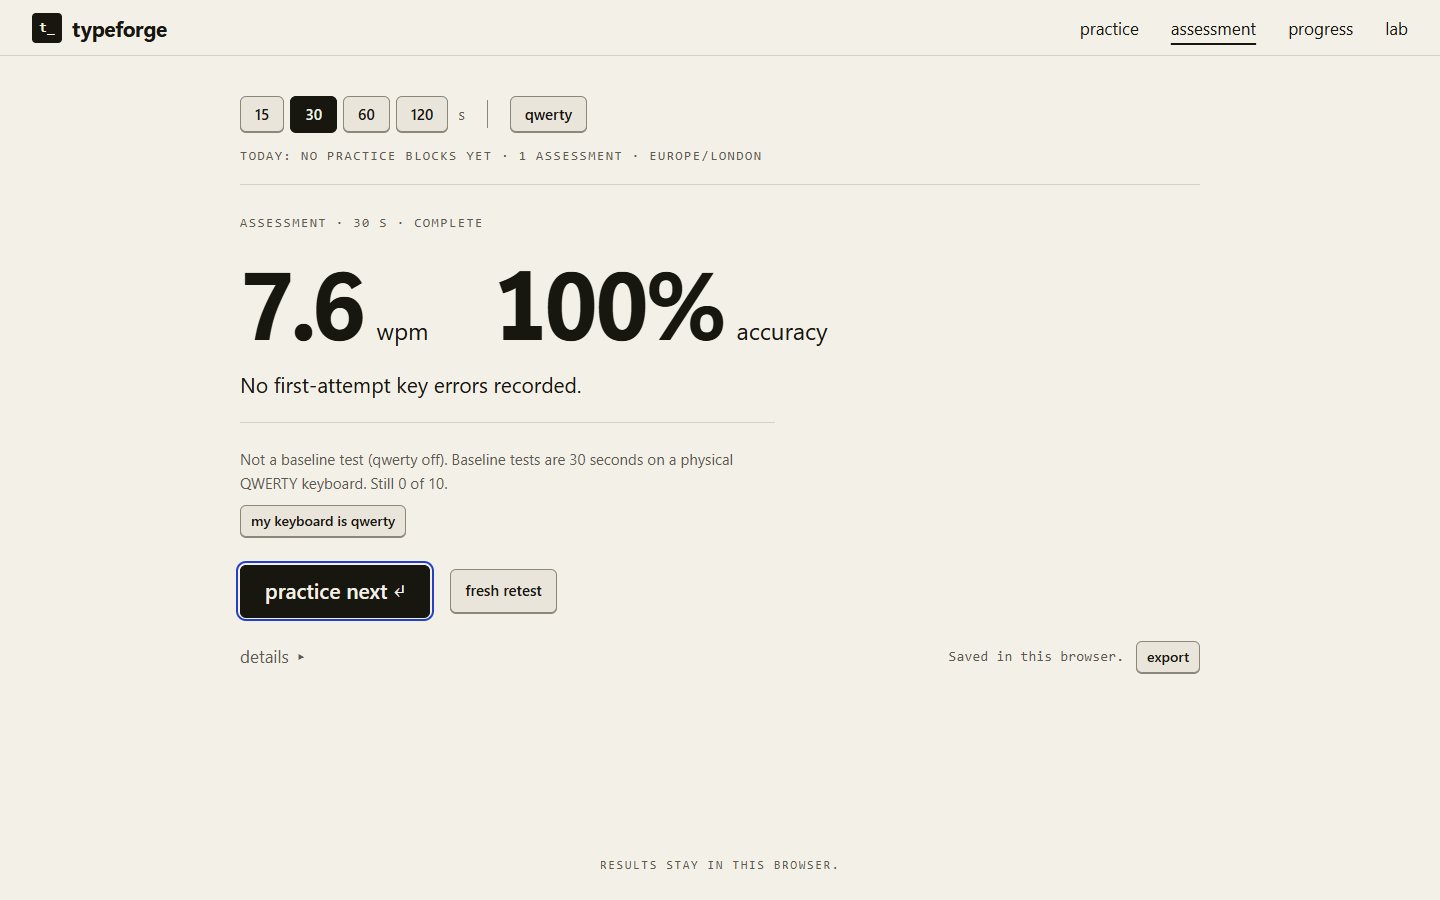 t_ typeforge
practice assessment progress lab
15 30 60 120 s qwerty
TODAY: NO PRACTICE BLOCKS YET · 1 ASSESSMENT · EUROPE/LONDON
ASSESSMENT · 30 S · COMPLETE
7.6 wpm 100% accuracy
No first-attempt key errors recorded.
Not a baseline test (qwerty off). Baseline tests are 30 seconds on a physical
QWERTY keyboard. Still 0 of 10.
my keyboard is qwerty
practice next ↵ fresh retest
details ▸ Saved in this browser. export
RESULTS STAY IN THIS BROWSER.